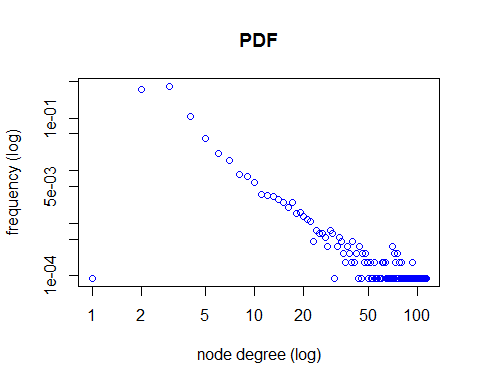 PDF
frequency (log)
1e-01
5e-03
1e-04
1 2 5 10 20 50 100
node degree (log)